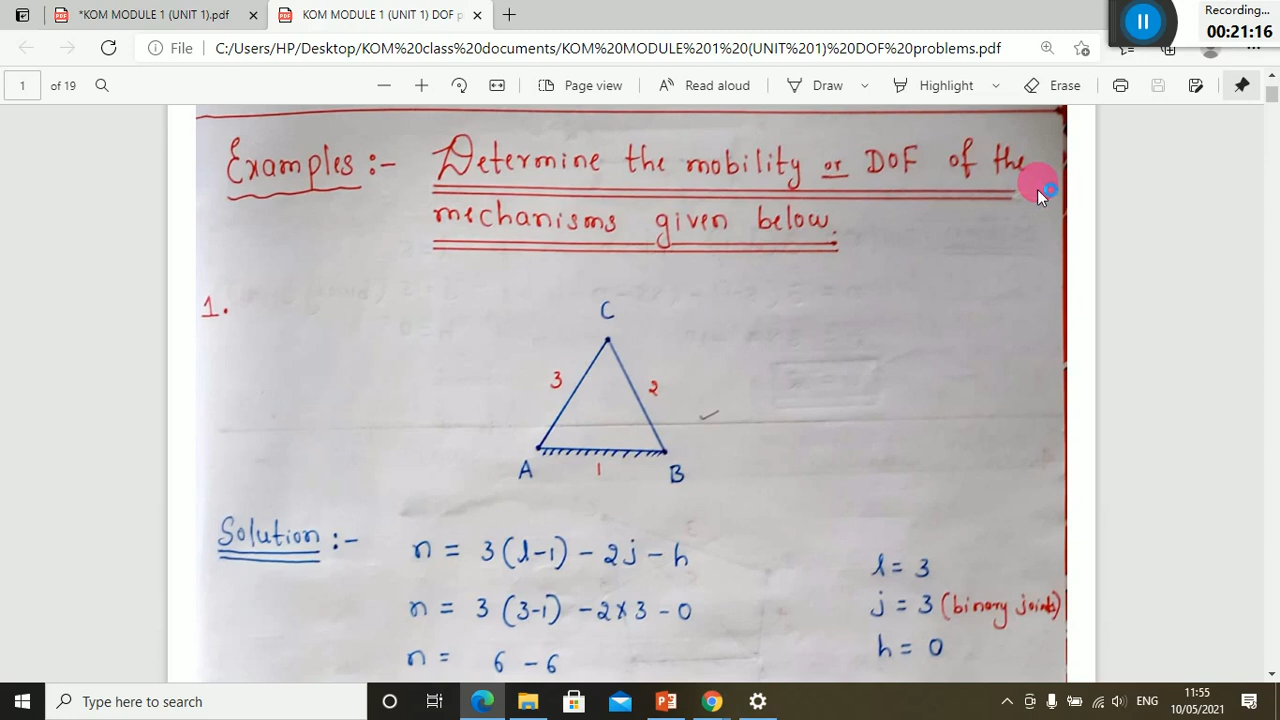 *KOM MODULE 1 (UNIT 1).pdf
KOM MODULE 1 (UNIT 1) DOF p
Recording...
00:21:16
File
C:/Users/HP/Desktop/KOM%20class%20documents/KOM%20MODULE%201%20(UNIT%201)%20DOF%20problems.pdf
1 of 19
Page view
Read aloud
Draw
Highlight
Erase
Examples :- Determine the mobility or DOF of the
mechanisms given below.
1.
C
3 2
A 1 B
Solution :- n = 3(l-1) - 2j - h
l = 3
n = 3 (3-1) - 2×3 - 0
j = 3 (binary joints)
h = 0
n = 6 - 6
Type here to search
ENG
11:55
10/05/2021